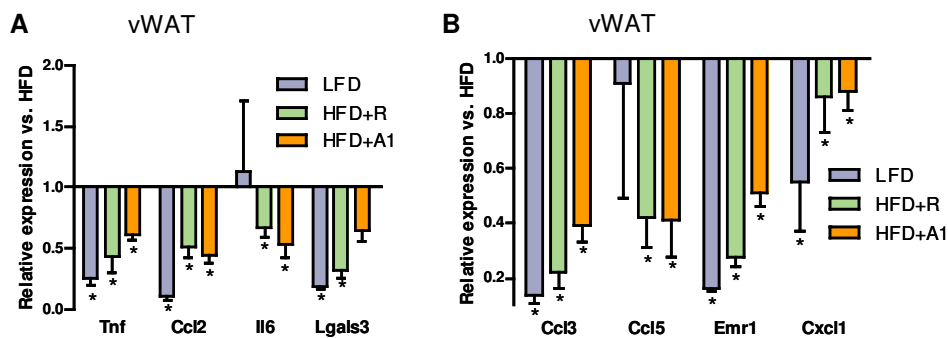 A
vWAT
Relative expression vs. HFD
2.0
1.5
1.0
0.5
0.0
LFD
HFD+R
HFD+A1
* * *
* * *
* *
* *
Tnf Ccl2 Il6 Lgals3
B
vWAT
Relative expression vs. HFD
1.0
0.8
0.6
0.4
0.2
LFD
HFD+R
HFD+A1
* * *
* *
* * *
* * *
Ccl3 Ccl5 Emr1 Cxcl1